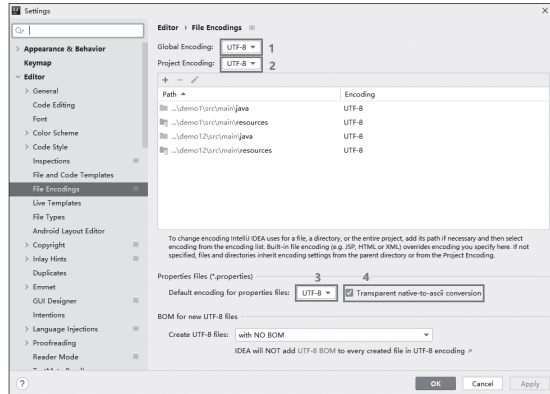 Settings
Appearance & Behavior
Keymap
Editor
General
Code Editing
Font
Color Scheme
Code Style
Inspections
File and Code Templates
File Encodings
Live Templates
File Types
Android Layout Editor
Copyright
Inlay Hints
Duplicates
Emmet
GUI Designer
Intentions
Language Injections
Proofreading
Reader Mode
Editor › File Encodings
Global Encoding: UTF-8 1
Project Encoding: UTF-8 2
Path Encoding
...\demo1\src\main\java UTF-8
...\demo1\src\main\resources UTF-8
...\demo12\src\main\java UTF-8
...\demo12\src\main\resources UTF-8
To change encoding IntelliJ IDEA uses for a file, a directory, or the entire project, add its path if necessary and then select
encoding from the encoding list. Built-in file encoding (e.g. JSP, HTML or XML) overrides encoding you specify here. If not
specified, files and directories inherit encoding settings from the parent directory or from the Project Encoding.
Properties Files (*.properties)
3 4
Default encoding for properties files: UTF-8 Transparent native-to-ascii conversion
BOM for new UTF-8 files
Create UTF-8 files: with NO BOM
IDEA will NOT add UTF-8 BOM to every created file in UTF-8 encoding ↗
? OK Cancel Apply